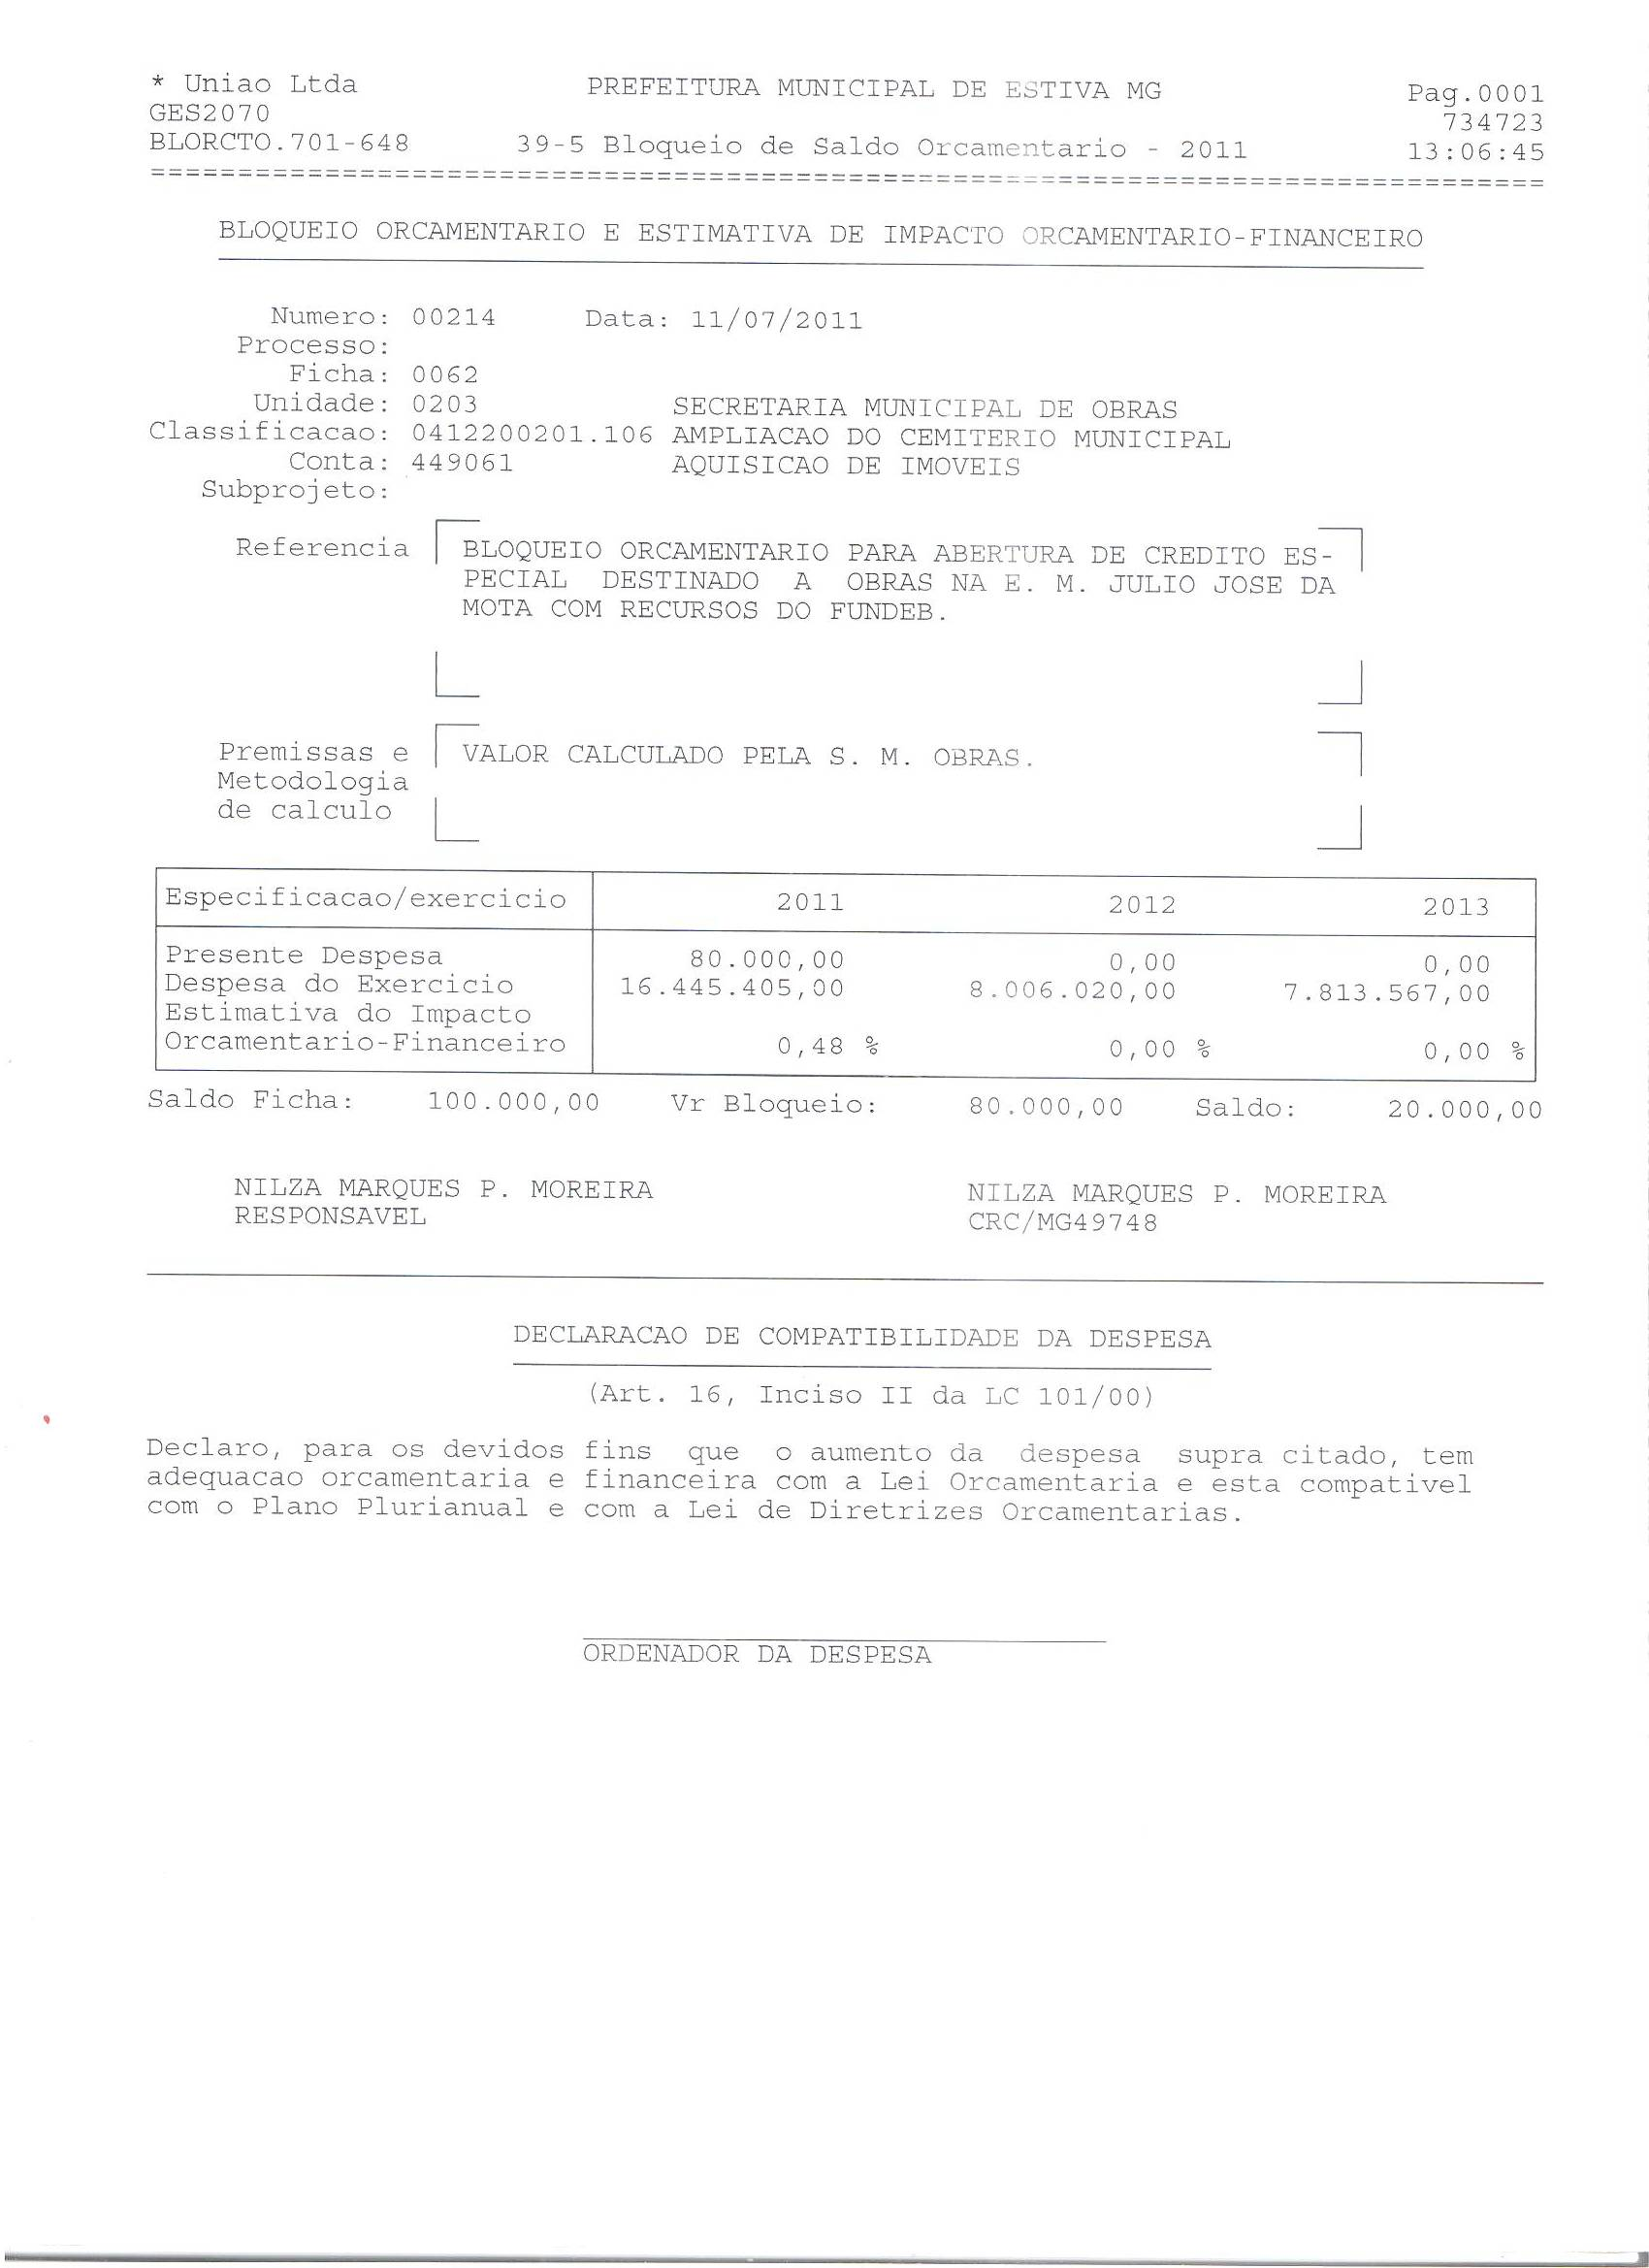 * Uniao Ltda PREFEITURA MUNICIPAL DE ESTIVA MG Pag.0001
GES2070 734723
BLORCTO.701-648 39-5 Bloqueio de Saldo Orcamentario - 2011 13:06:45
================================================================================
BLOQUEIO ORCAMENTARIO E ESTIMATIVA DE IMPACTO ORCAMENTARIO-FINANCEIRO
Numero: 00214 Data: 11/07/2011
Processo:
Ficha: 0062
Unidade: 0203 SECRETARIA MUNICIPAL DE OBRAS
Classificacao: 0412200201.106 AMPLIACAO DO CEMITERIO MUNICIPAL
Conta: 449061 AQUISICAO DE IMOVEIS
Subprojeto:
Referencia BLOQUEIO ORCAMENTARIO PARA ABERTURA DE CREDITO ES-
PECIAL DESTINADO A OBRAS NA E. M. JULIO JOSE DA
MOTA COM RECURSOS DO FUNDEB.
Premissas e VALOR CALCULADO PELA S. M. OBRAS.
Metodologia
de calculo
Especificacao/exercicio 2011 2012 2013
Presente Despesa 80.000,00 0,00 0,00
Despesa do Exercicio 16.445.405,00 8.006.020,00 7.813.567,00
Estimativa do Impacto
Orcamentario-Financeiro 0,48 % 0,00 % 0,00 %
Saldo Ficha: 100.000,00 Vr Bloqueio: 80.000,00 Saldo: 20.000,00
NILZA MARQUES P. MOREIRA NILZA MARQUES P. MOREIRA
RESPONSAVEL CRC/MG49748
DECLARACAO DE COMPATIBILIDADE DA DESPESA
(Art. 16, Inciso II da LC 101/00)
Declaro, para os devidos fins que o aumento da despesa supra citado, tem
adequacao orcamentaria e financeira com a Lei Orcamentaria e esta compativel
com o Plano Plurianual e com a Lei de Diretrizes Orcamentarias.
ORDENADOR DA DESPESA